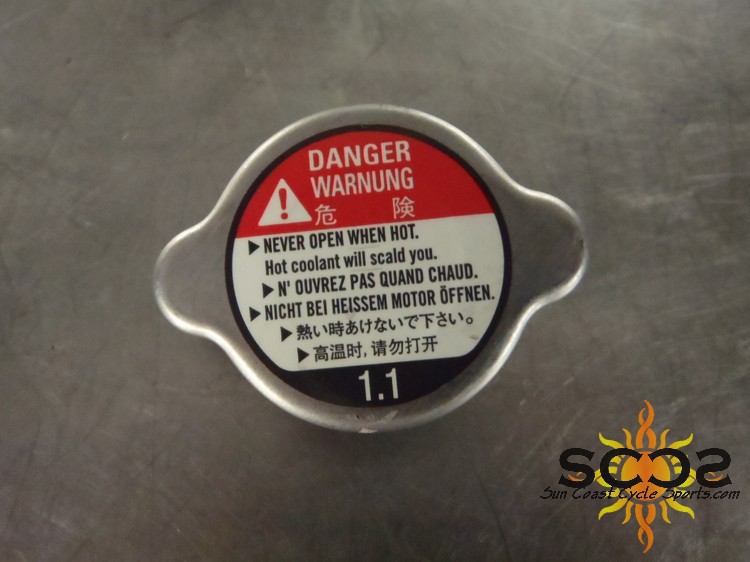 DANGER
WARNUNG
危 険
▶ NEVER OPEN WHEN HOT.
Hot coolant will scald you.
▶ N' OUVREZ PAS QUAND CHAUD.
▶ NICHT BEI HEISSEM MOTOR ÖFFNEN.
▶ 熱い時あけないで下さい。
▶ 高温时, 请勿打开
1.1
SCCS
Sun Coast Cycle Sports.com